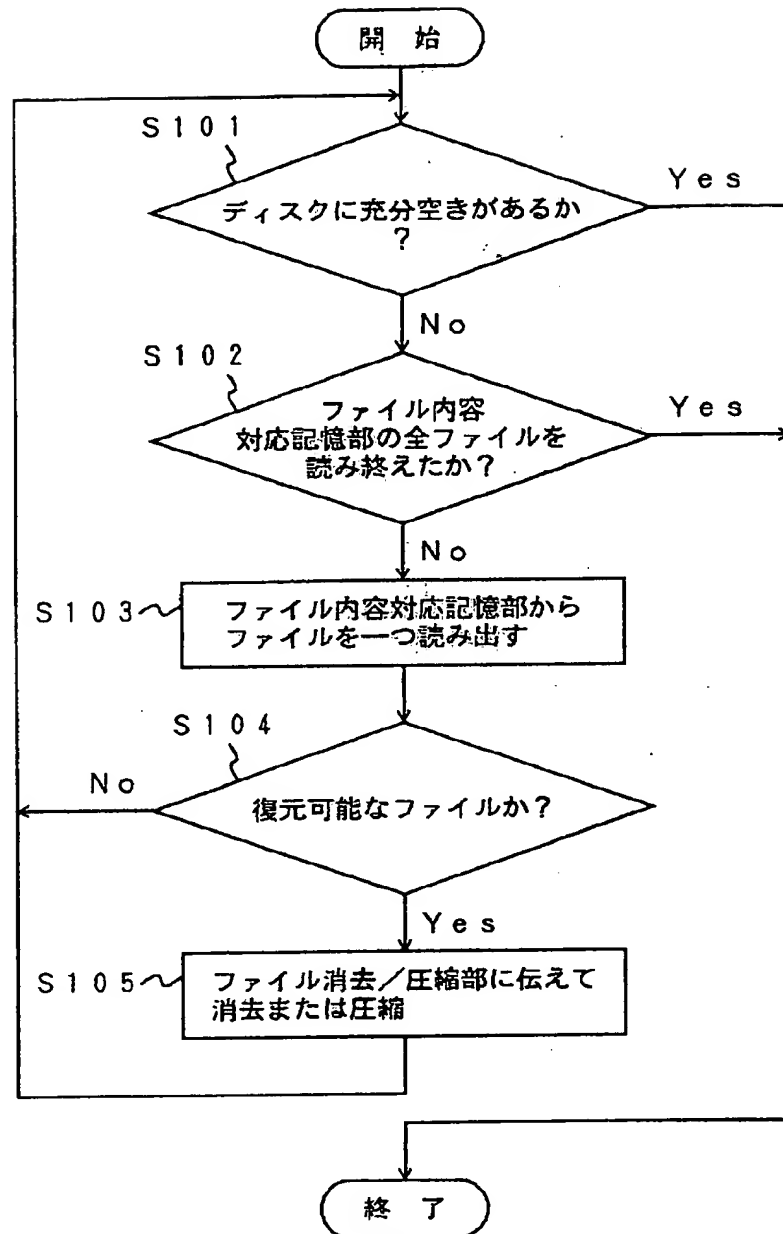 開　始
Ｓ１０１
Ｙｅｓ
ディスクに充分空きがあるか
？
Ｎｏ
Ｓ１０２
Ｙｅｓ
ファイル内容
対応記憶部の全ファイルを
読み終えたか？
Ｎｏ
Ｓ１０３
ファイル内容対応記憶部から
ファイルを一つ読み出す
Ｓ１０４
Ｎｏ
復元可能なファイルか？
Ｙｅｓ
Ｓ１０５
ファイル消去／圧縮部に伝えて
消去または圧縮
終　了